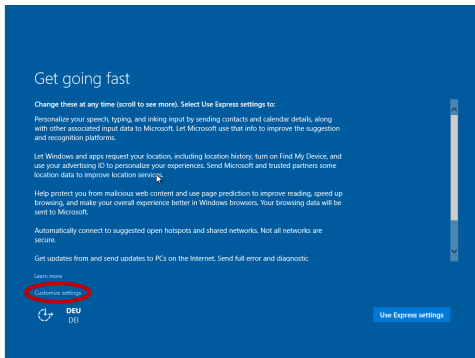 Get going fast
Change these at any time (scroll to see more). Select Use Express settings to:
Personalize your speech, typing, and inking input by sending contacts and calendar details, along
with other associated input data to Microsoft. Let Microsoft use that info to improve the suggestion
and recognition platforms.
Let Windows and apps request your location, including location history, turn on Find My Device, and
use your advertising ID to personalize your experiences. Send Microsoft and trusted partners some
location data to improve location services.
Help protect you from malicious web content and use page prediction to improve reading, speed up
browsing, and make your overall experience better in Windows browsers. Your browsing data will be
sent to Microsoft.
Automatically connect to suggested open hotspots and shared networks. Not all networks are
secure.
Get updates from and send updates to PCs on the Internet. Send full error and diagnostic
Learn more
Customize settings
DEU
DEI
Use Express settings